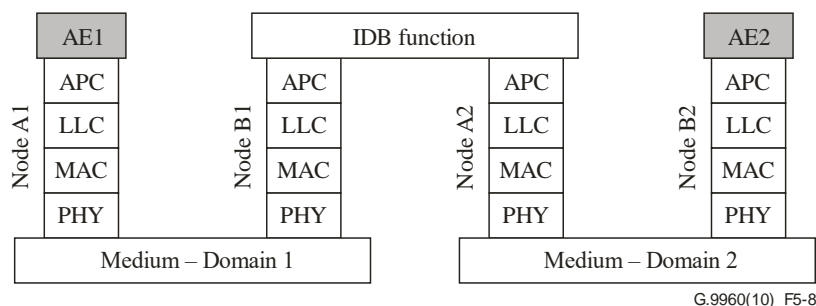 AE1
IDB function
AE2
Node A1
APC
LLC
MAC
PHY
Node B1
APC
LLC
MAC
PHY
Node A2
APC
LLC
MAC
PHY
Node B2
APC
LLC
MAC
PHY
Medium – Domain 1
Medium – Domain 2
G.9960(10)_F5-8